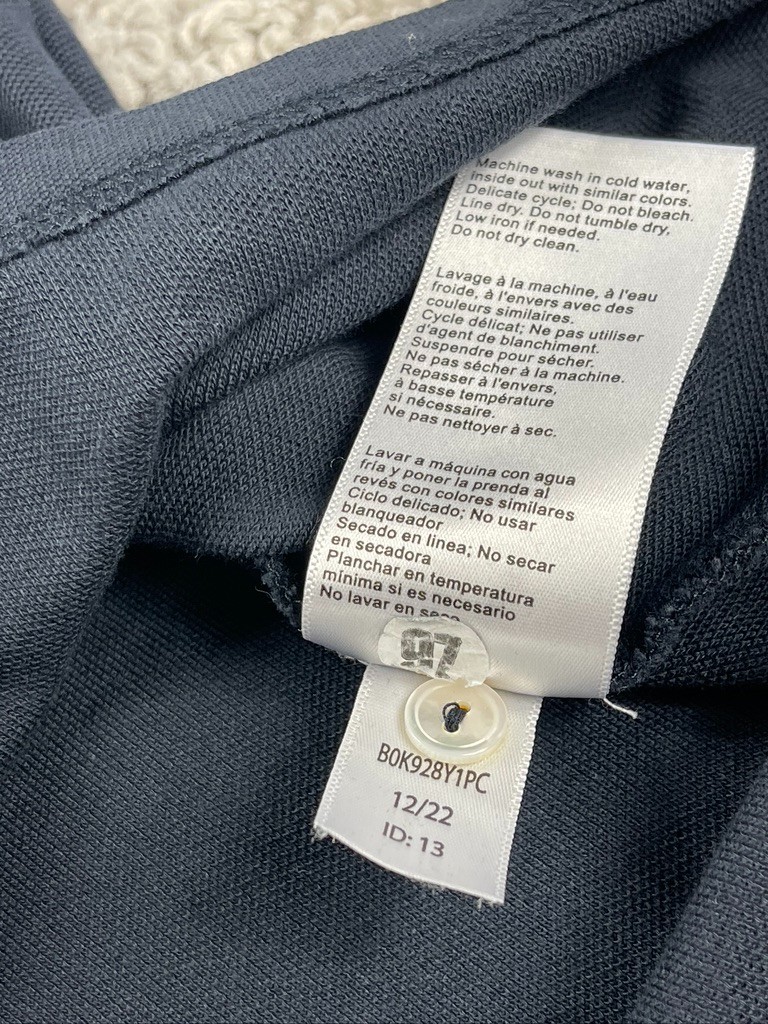 Machine wash in cold water,
inside out with similar colors.
Delicate cycle; Do not bleach.
Line dry. Do not tumble dry,
Low iron if needed.
Do not dry clean.
Lavage à la machine, à l'eau
froide, à l'envers avec des
couleurs similaires.
Cycle délicat; Ne pas utiliser
d'agent de blanchiment.
Suspendre pour sécher.
Ne pas sécher à la machine.
Repasser à l'envers,
à basse température
si nécessaire.
Ne pas nettoyer à sec.
Lavar a máquina con agua
fría y poner la prenda al
revés con colores similares
Ciclo delicado; No usar
blanqueador
Secado en linea; No secar
en secadora
Planchar en temperatura
mínima si es necesario
No lavar en seco
97
B0K928Y1PC
12/22
ID: 13